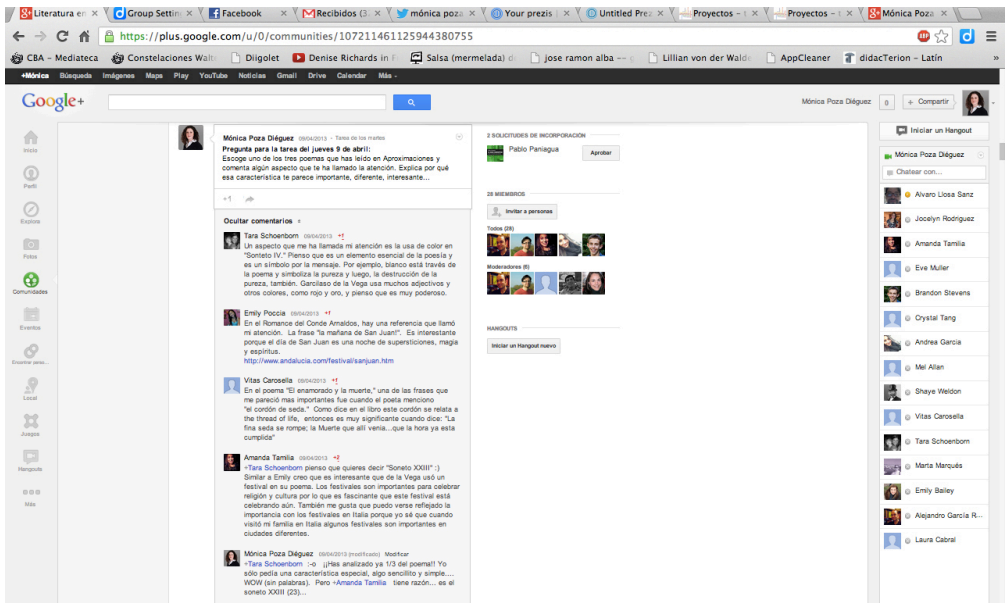 Literatura en
Group Settin
Facebook
Recibidos (3
mónica poza
Your prezis
Untitled Prez
Proyectos –
Proyectos –
Mónica Poza
https://plus.google.com/u/0/communities/107211461125944380755
CBA – Mediateca
Constelaciones Walt
Diigolet
Denise Richards in F
Salsa (mermelada) d
jose ramon alba --
Lillian von der Walde
AppCleaner
didacTerion – Latín
»
+Mónica Búsqueda Imágenes Maps Play YouTube Noticias Gmail Drive Calendar Más
Google+
Mónica Poza Diéguez
0
+ Compartir
Inicio
Perfil
Explora
Fotos
Comunidades
Eventos
Local
Juegos
Hangouts
Más
Mónica Poza Diéguez 09/04/2013 - Tarea de los martes
Pregunta para la tarea del jueves 9 de abril:
Escoge uno de los tres poemas que has leído en Aproximaciones y
comenta algún aspecto que te ha llamado la atención. Explica por qué
esa característica te parece importante, diferente, interesante...
+1
Ocultar comentarios
Tara Schoenborn 09/04/2013 +1
Un aspecto que me ha llamada mi atención es la usa de color en
"Sonteto IV." Pienso que es un elemento esencial de la poesía y
es un símbolo por la mensaje. Por ejemplo, blanco está través de
la poema y simboliza la pureza y luego, la destrucción de la
pureza, también. Garcilaso de la Vega usa muchos adjectivos y
otros colores, como rojo y oro, y pienso que es muy poderoso.
Emily Poccia 09/04/2013 +1
En el Romance del Conde Arnaldos, hay una referencia que llamó
mi atención. La frase "la mañana de San Juan!". Es interestante
porque el día de San Juan es una noche de supersticiones, magia
y espíritus.
http://www.andalucia.com/festival/sanjuan.htm
Vitas Carosella 09/04/2013 +1
En el poema "El enamorado y la muerte," una de las frases que
me pareció mas importantes fue cuando el poeta menciono
"el cordón de seda." Como dice en el libro este cordón se relata a
the thread of life, entonces es muy significante cuando dice: "La
fina seda se rompe; la Muerte que allí venia...que la hora ya esta
cumplida"
Amanda Tamilia 09/04/2013 +2
+Tara Schoenborn pienso que quieres decir "Soneto XXIII" :)
Similar a Emily creo que es interesante que de la Vega usó un
festival en su poema. Los festivales son importantes para celebrar
religión y cultura por lo que es fascinante que este festival está
celebrando aún. También me gusta que puedo verse reflejado la
importancia con los festivales en Italia porque yo sé que cuando
visitó mi familia en Italia algunos festivales son importantes en
ciudades diferentes.
Mónica Poza Diéguez 09/04/2013 (modificado) Modificar
+Tara Schoenborn :-o ¡¡Has analizado ya 1/3 del poema!! Yo
sólo pedía una característica especial, algo sencillito y simple....
WOW (sin palabras). Pero +Amanda Tamilia tiene razón... es el
soneto XXIII (23)...
2 SOLICITUDES DE INCORPORACIÓN
Pablo Paniagua
Aprobar
28 MIEMBROS
Invitar a personas
Todos (28)
Moderadores (6)
HANGOUTS
Iniciar un Hangout nuevo
Iniciar un Hangout
Mónica Poza Diéguez
Chatear con...
Alvaro Llosa Sanz
Jocelyn Rodriguez
Amanda Tamilia
Eve Muller
Brandon Stevens
Crystal Tang
Andrea Garcia
Mel Allan
Shaye Weldon
Vitas Carosella
Tara Schoenborn
Marta Marqués
Emily Bailey
Alejandro García R...
Laura Cabral